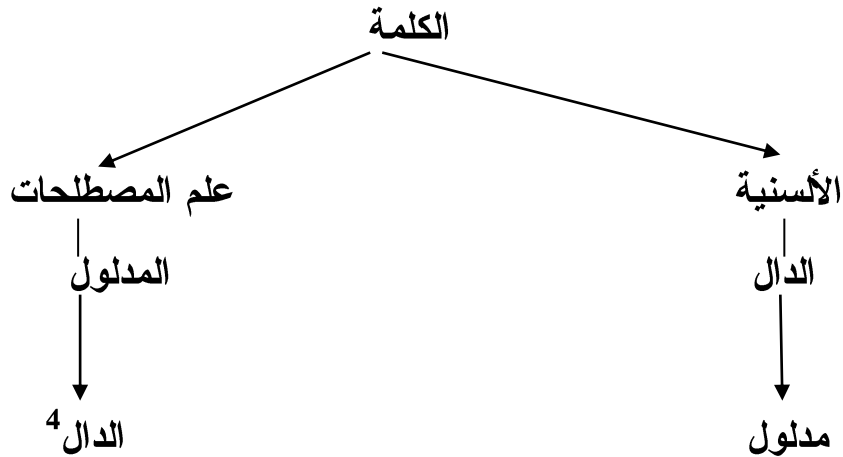 الكلمة
الألسنية علم المصطلحات
الدال المدلول
مدلول الدال4